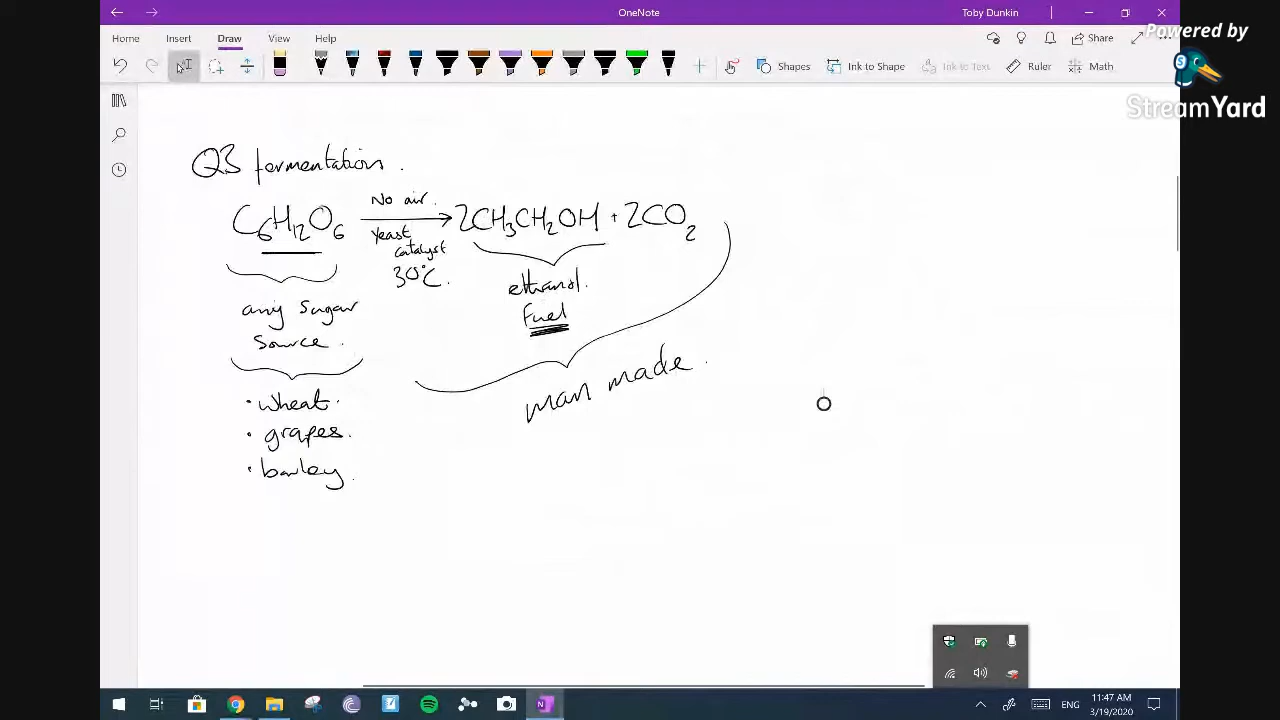 OneNote
Toby Dunkin
Powered by
StreamYard
Home Insert Draw View Help
Share
Shapes Ink to Shape Ink to Text Ruler Math
Q3 fermentation.
C6H12O6 No air. 2CH3CH2OH + 2CO2
Yeast
catalyst
30°C.
ethanol.
Fuel
any sugar
source.
man made.
• wheat.
• grapes.
• barley.
ENG
11:47 AM
3/19/2020